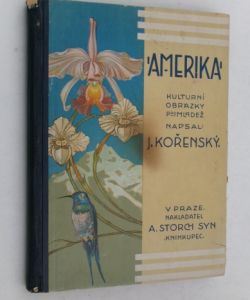 'AMERIKA'
KULTURNÍ
OBRÁZKY
PRO MLÁDEŽ
NAPSAL
J. KOŘENSKÝ.
V PRAZE.
NAKLADATEL
A. STORCH SYN
KNIHKUPEC.